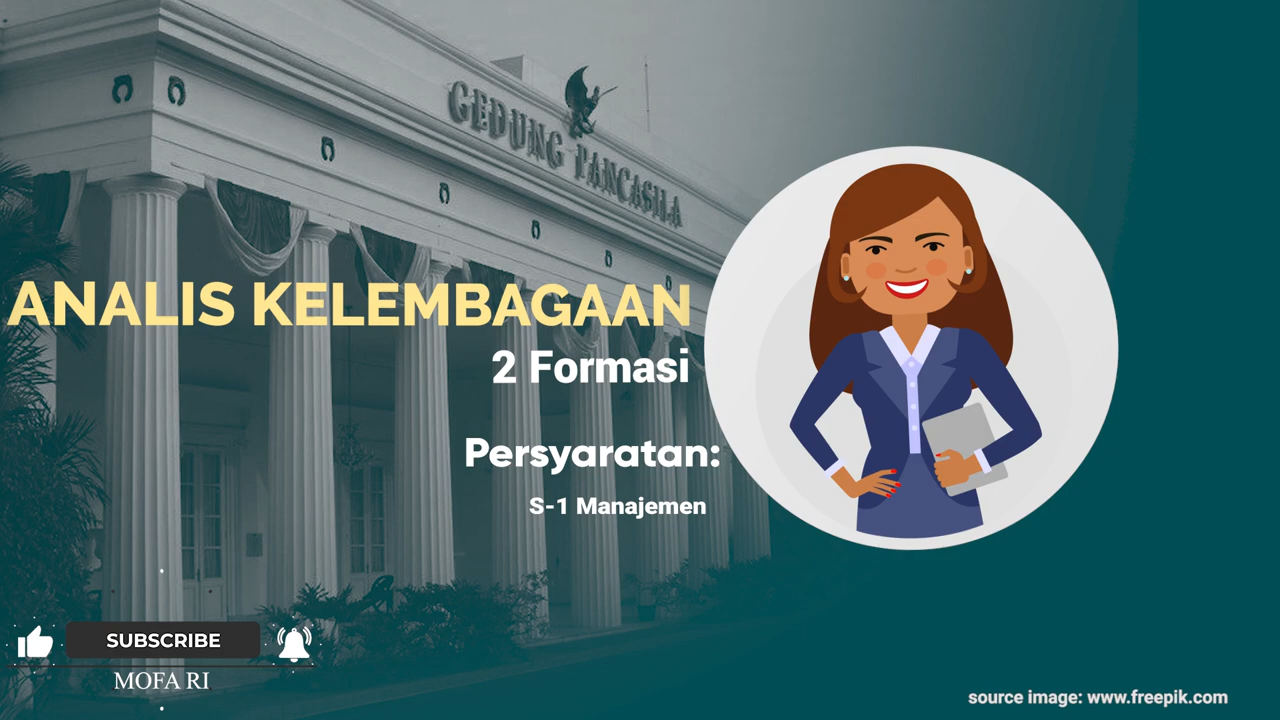 GEDUNG PANCASILA
ANALIS KELEMBAGAAN
2 Formasi
Persyaratan:
S-1 Manajemen
SUBSCRIBE
MOFA RI
source image: www.freepik.com